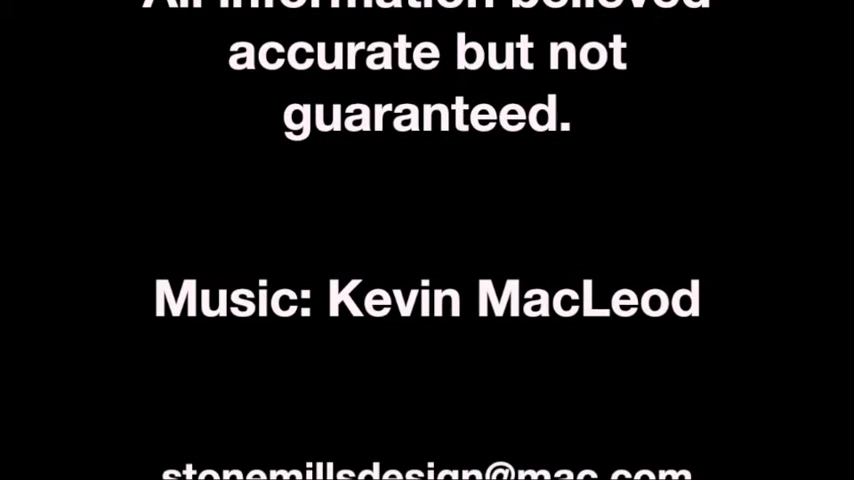 All information believed
accurate but not
guaranteed.
Music: Kevin MacLeod
stonemillsdesign@mac.com